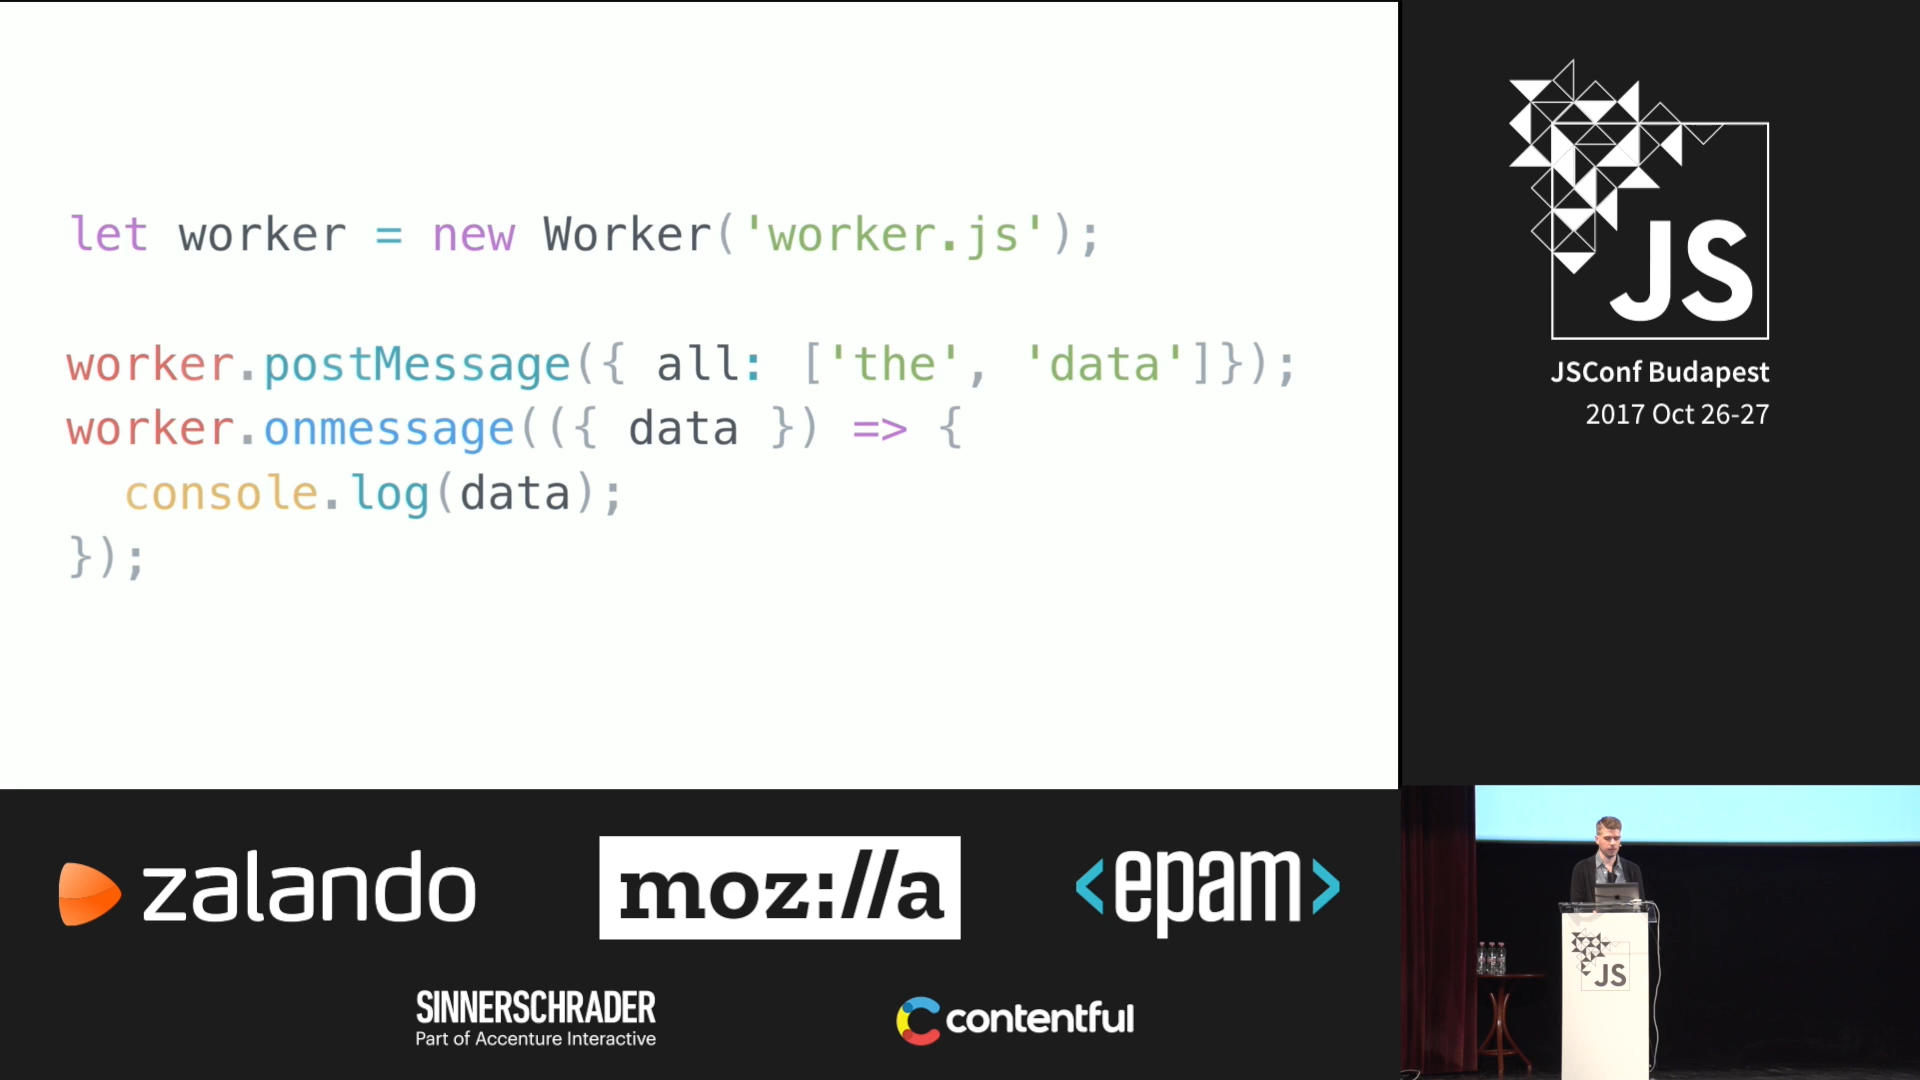 let worker = new Worker('worker.js');
worker.postMessage({ all: ['the', 'data']});
worker.onmessage(({ data }) => {
  console.log(data);
});
JS
JSConf Budapest
2017 Oct 26-27
zalando
moz://a
<epam>
SINNERSCHRADER
Part of Accenture Interactive
contentful
JS